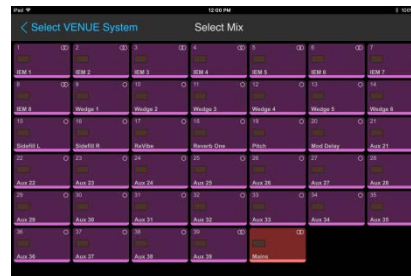 iPad 12:00 PM 100%
Select VENUE System Select Mix
1 2 3 4 5 6 7
IEM 1 IEM 2 IEM 3 IEM 4 IEM 5 IEM 6 IEM 7
8 9 10 11 12 13 14
IEM 8 Wedge 1 Wedge 2 Wedge 3 Wedge 4 Wedge 5 Wedge 6
15 16 17 18 19 20 21
Sidefill L Sidefill R ReVibe Reverb One Pitch Mod Delay Aux 21
22 23 24 25 26 27 28
Aux 22 Aux 23 Aux 24 Aux 25 Aux 26 Aux 27 Aux 28
29 30 31 32 33 34 35
Aux 29 Aux 30 Aux 31 Aux 32 Aux 33 Aux 34 Aux 35
36 37 38 39
Aux 36 Aux 37 Aux 38 Aux 39 Mains